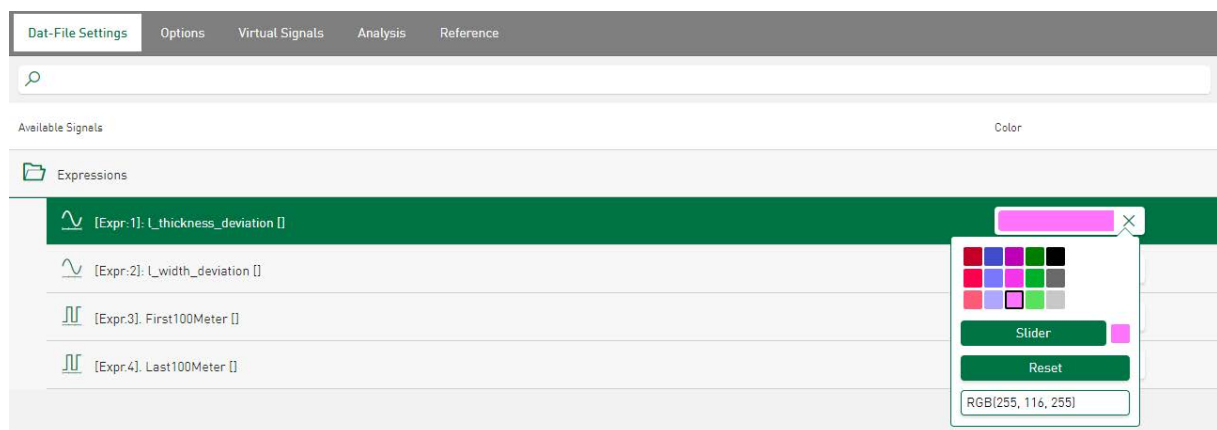 Dat-File Settings Options Virtual Signals Analysis Reference
Available Signals Color
Expressions
[Expr:1]: l_thickness_deviation []
[Expr:2]: l_width_deviation []
[Expr.3]. First100Meter []
[Expr.4]. Last100Meter []
Slider
Reset
RGB(255, 116, 255)